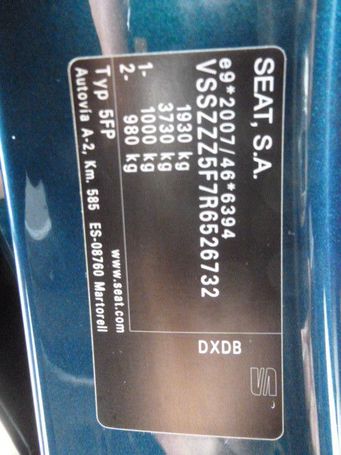 SEAT, S.A.
e9*2007/46*6394
VSSZZZ5F7R6526732
1930 kg
3730 kg
1- 1000 kg
2- 980 kg
Typ 5FP
www.seat.com
Autovia A-2, Km. 585 ES-08760 Martorell
DXDB